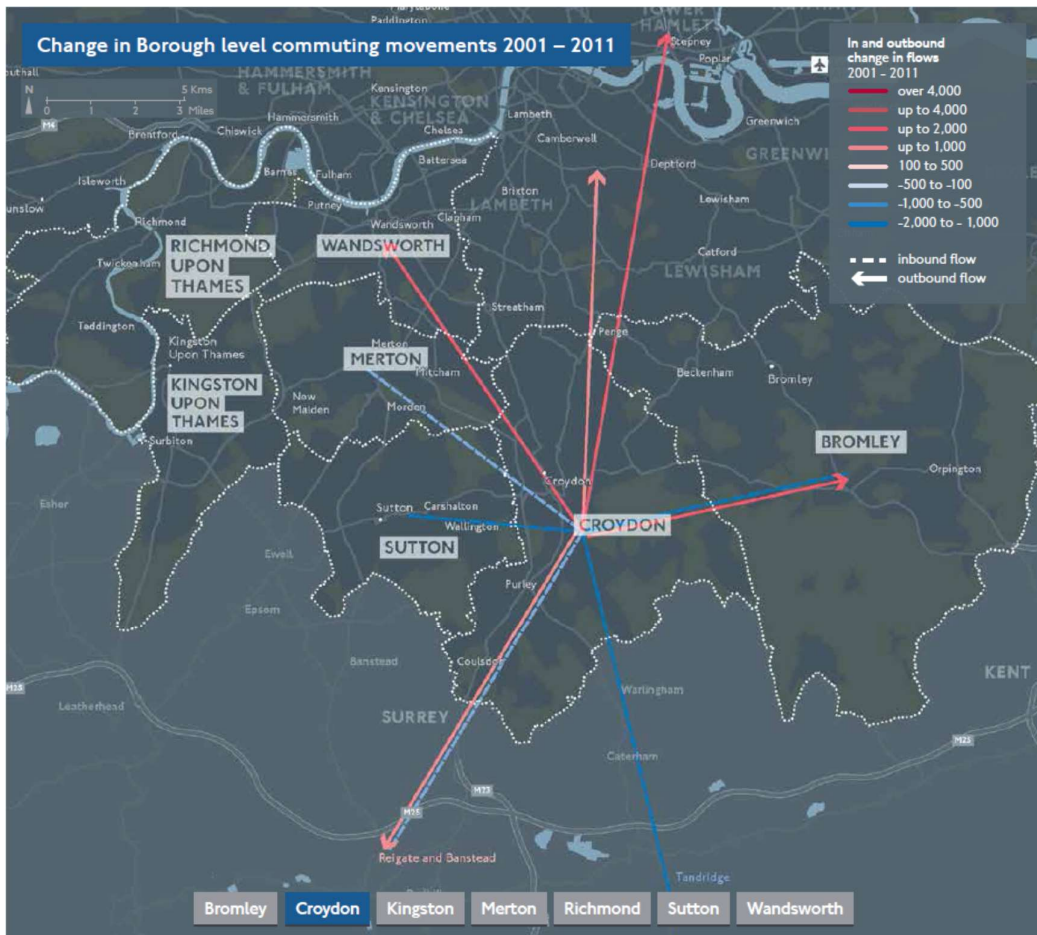 Change in Borough level commuting movements 2001 – 2011
In and outbound
change in flows
2001 - 2011
over 4,000
up to 4,000
up to 2,000
up to 1,000
100 to 500
-500 to -100
-1,000 to -500
-2,000 to - 1,000
inbound flow
outbound flow
N
0 5 Kms
0 3 Miles
Paddington
TOWER
HAMLETS
Stepney
Poplar
HAMMERSMITH
& FULHAM
Kensington
KENSINGTON
& CHELSEA
M4
Brentford
Chiswick
Hammersmith
Chelsea
Lambeth
Camberwell
Greenwich
Barnes
Fulham
Battersea
Deptford
Isleworth
Putney
Brixton
LAMBETH
Lewisham
Richmond
Wandsworth
Clapham
RICHMOND
UPON
THAMES
WANDSWORTH
Catford
LEWISHAM
Twickenham
Streatham
Teddington
Kingston
Upon Thames
Merton
MERTON
Mitcham
Penge
Beckenham
Bromley
KINGSTON
UPON
THAMES
New
Malden
Morden
Surbiton
BROMLEY
Orpington
Croydon
Esher
Sutton
Carshalton
Wallington
CROYDON
SUTTON
Ewell
Purley
Epsom
Banstead
Coulsdon
KENT
Warlingham
Leatherhead
SURREY
Caterham
M25
M23
M25
Reigate and Banstead
Tandridge
Bromley
Croydon
Kingston
Merton
Richmond
Sutton
Wandsworth